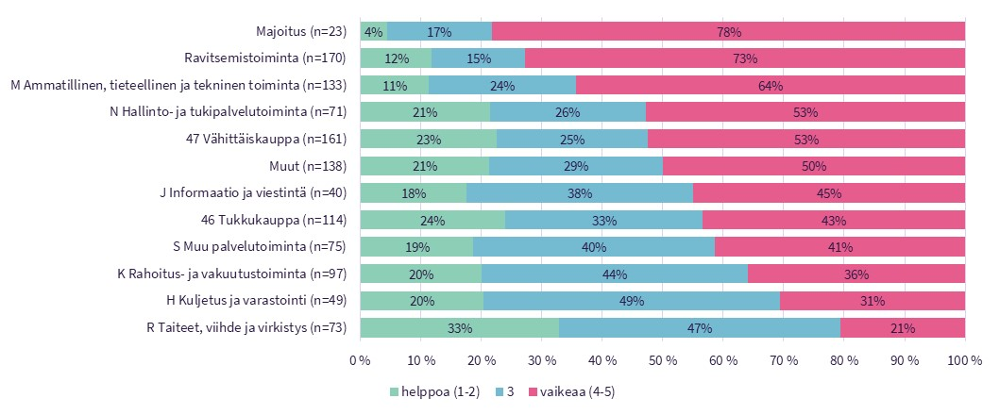 Majoitus (n=23) 4% 17% 78%
Ravitsemistoiminta (n=170) 12% 15% 73%
M Ammatillinen, tieteellinen ja tekninen toiminta (n=133) 11% 24% 64%
N Hallinto- ja tukipalvelutoiminta (n=71) 21% 26% 53%
47 Vähittäiskauppa (n=161) 23% 25% 53%
Muut (n=138) 21% 29% 50%
J Informaatio ja viestintä (n=40) 18% 38% 45%
46 Tukkukauppa (n=114) 24% 33% 43%
S Muu palvelutoiminta (n=75) 19% 40% 41%
K Rahoitus- ja vakuutustoiminta (n=97) 20% 44% 36%
H Kuljetus ja varastointi (n=49) 20% 49% 31%
R Taiteet, viihde ja virkistys (n=73) 33% 47% 21%
0 % 10 % 20 % 30 % 40 % 50 % 60 % 70 % 80 % 90 % 100 %
helppoa (1-2) 3 vaikeaa (4-5)